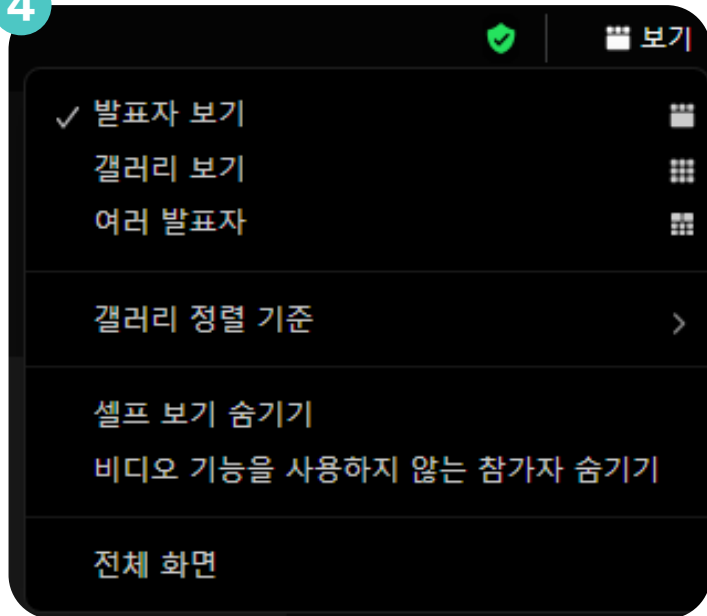 4
보기
발표자 보기
갤러리 보기
여러 발표자
갤러리 정렬 기준
셀프 보기 숨기기
비디오 기능을 사용하지 않는 참가자 숨기기
전체 화면